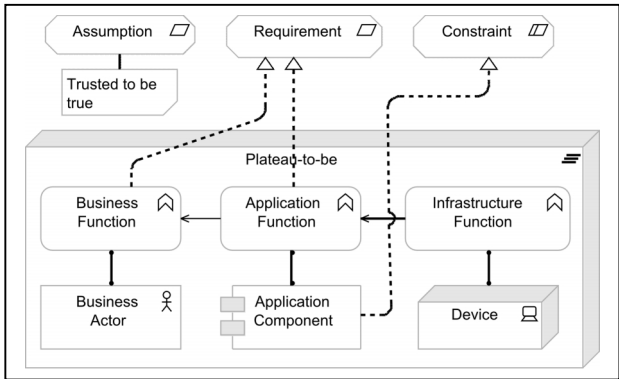 Assumption
Requirement
Constraint
Trusted to be
true
Plateau-to-be
Business
Function
Application
Function
Infrastructure
Function
Business
Actor
Application
Component
Device